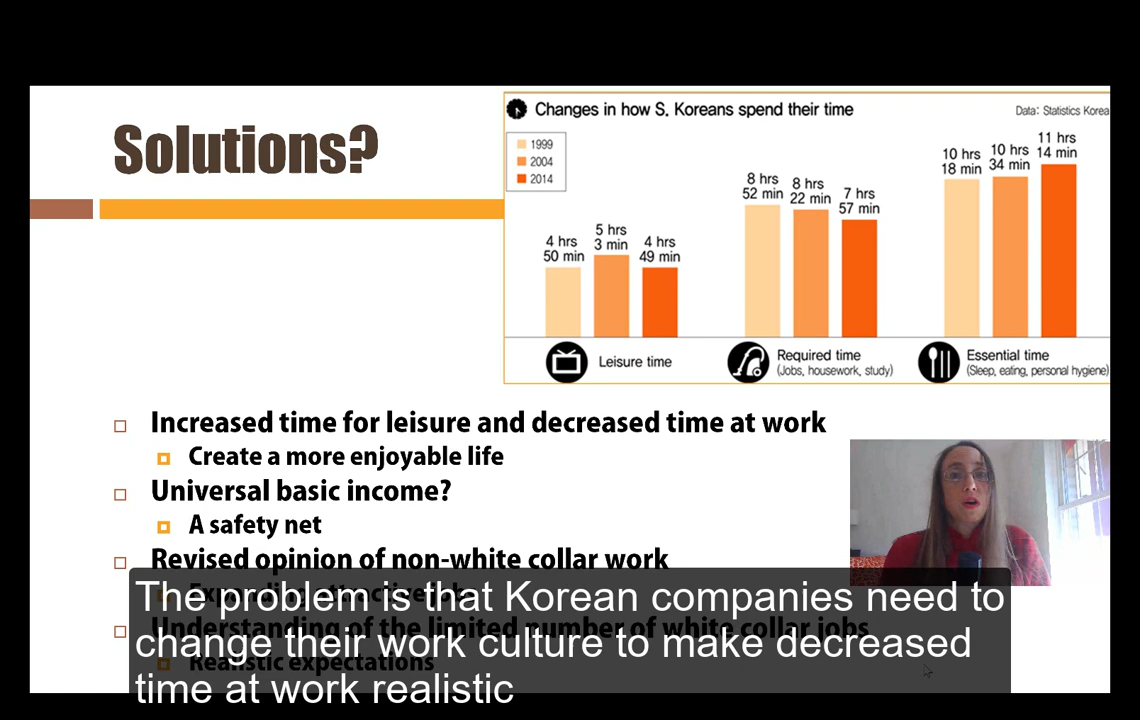 Solutions?
Changes in how S. Koreans spend their time
Data: Statistics Korea
1999
2004
2014
4 hrs
50 min
5 hrs
3 min
4 hrs
49 min
8 hrs
52 min
8 hrs
22 min
7 hrs
57 min
10 hrs
18 min
10 hrs
34 min
11 hrs
14 min
Leisure time
Required time
(Jobs, housework, study)
Essential time
(Sleep, eating, personal hygiene)
Increased time for leisure and decreased time at work
Create a more enjoyable life
Universal basic income?
A safety net
Revised opinion of non-white collar work
Expanding attractive jobs
Understanding of the limited number of white collar jobs
Realistic expectations
The problem is that Korean companies need to
change their work culture to make decreased
time at work realistic